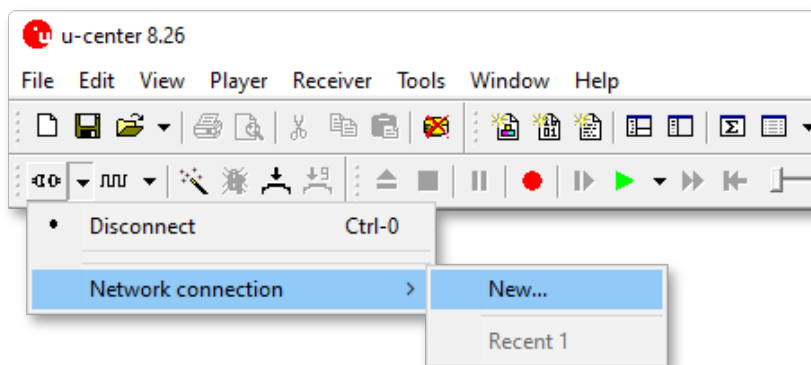 u-center 8.26
File Edit View Player Receiver Tools Window Help
Disconnect Ctrl-0
Network connection > New...
Recent 1